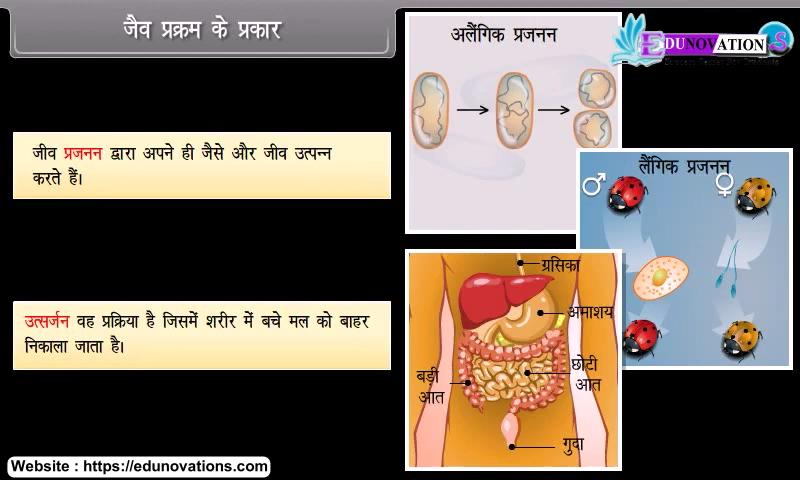 जैव प्रक्रम के प्रकार
अलैंगिक प्रजनन
EDUNOVATIONS
जीव प्रजनन द्वारा अपने ही जैसे और जीव उत्पन्न
करते हैं।
लैंगिक प्रजनन
♂
♀
उत्सर्जन वह प्रक्रिया है जिसमें शरीर में बचे मल को बाहर
निकाला जाता है।
ग्रसिका
अमाशय
छोटी
आंत
बड़ी
आंत
गुदा
Website : https://edunovations.com